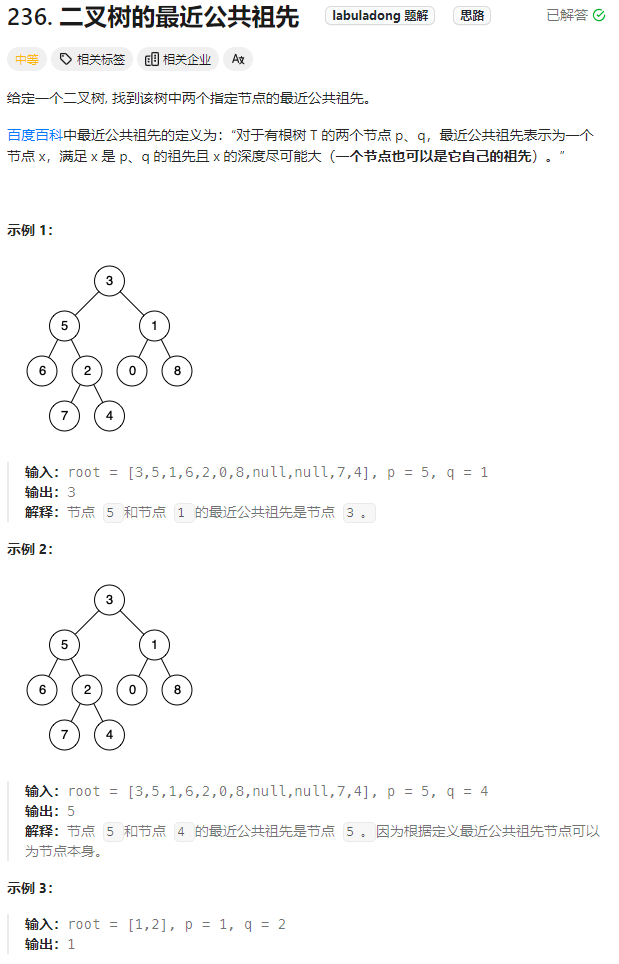 236. 二叉树的最近公共祖先 labuladong 题解 思路 已解答
中等 相关标签 相关企业 Aあ
给定一个二叉树, 找到该树中两个指定节点的最近公共祖先。
百度百科中最近公共祖先的定义为：“对于有根树 T 的两个节点 p、q，最近公共祖先表示为一个
节点 x，满足 x 是 p、q 的祖先且 x 的深度尽可能大（一个节点也可以是它自己的祖先）。”
示例 1：
3
5 1
6 2 0 8
7 4
输入：root = [3,5,1,6,2,0,8,null,null,7,4], p = 5, q = 1
输出：3
解释：节点 5 和节点 1 的最近公共祖先是节点 3 。
示例 2：
3
5 1
6 2 0 8
7 4
输入：root = [3,5,1,6,2,0,8,null,null,7,4], p = 5, q = 4
输出：5
解释：节点 5 和节点 4 的最近公共祖先是节点 5 。因为根据定义最近公共祖先节点可以
为节点本身。
示例 3：
输入：root = [1,2], p = 1, q = 2
输出：1